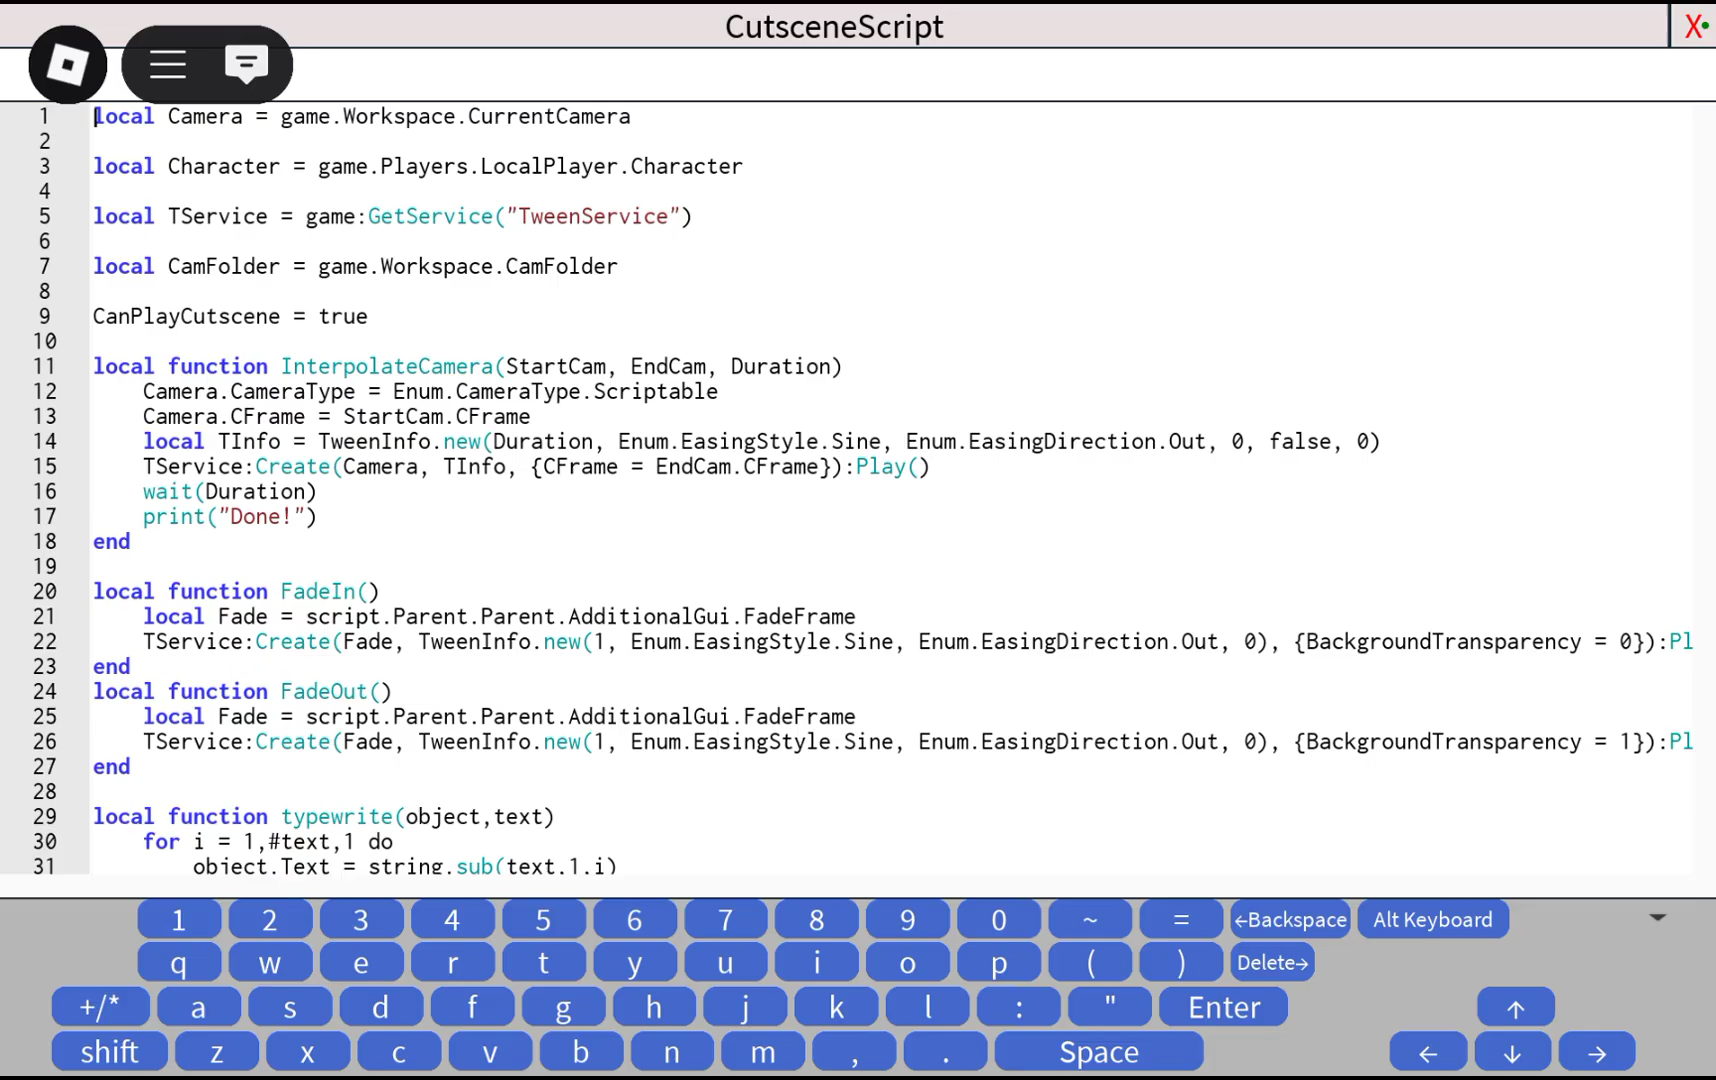 CutsceneScript
X
1 local Camera = game.Workspace.CurrentCamera
2
3 local Character = game.Players.LocalPlayer.Character
4
5 local TService = game:GetService("TweenService")
6
7 local CamFolder = game.Workspace.CamFolder
8
9 CanPlayCutscene = true
10
11 local function InterpolateCamera(StartCam, EndCam, Duration)
12     Camera.CameraType = Enum.CameraType.Scriptable
13     Camera.CFrame = StartCam.CFrame
14     local TInfo = TweenInfo.new(Duration, Enum.EasingStyle.Sine, Enum.EasingDirection.Out, 0, false, 0)
15     TService:Create(Camera, TInfo, {CFrame = EndCam.CFrame}):Play()
16     wait(Duration)
17     print("Done!")
18 end
19
20 local function FadeIn()
21     local Fade = script.Parent.Parent.AdditionalGui.FadeFrame
22     TService:Create(Fade, TweenInfo.new(1, Enum.EasingStyle.Sine, Enum.EasingDirection.Out, 0), {BackgroundTransparency = 0}):Pl
23 end
24 local function FadeOut()
25     local Fade = script.Parent.Parent.AdditionalGui.FadeFrame
26     TService:Create(Fade, TweenInfo.new(1, Enum.EasingStyle.Sine, Enum.EasingDirection.Out, 0), {BackgroundTransparency = 1}):Pl
27 end
28
29 local function typewrite(object,text)
30     for i = 1,#text,1 do
31         object.Text = string.sub(text,1,i)
1 2 3 4 5 6 7 8 9 0 ~ = ←Backspace Alt Keyboard
q w e r t y u i o p ( ) Delete→
+/* a s d f g h j k l : " Enter ↑
shift z x c v b n m , . Space ← ↓ →